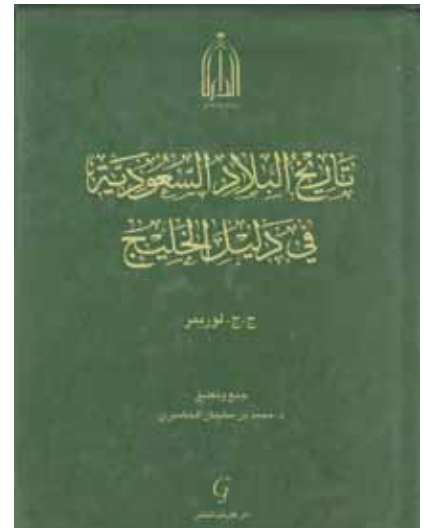 تاريخ البلاد السعودية
في دليل الخليج
ج.ج. لوريمر
جمع وتعليق
د. محمد بن سليمان الخضيري